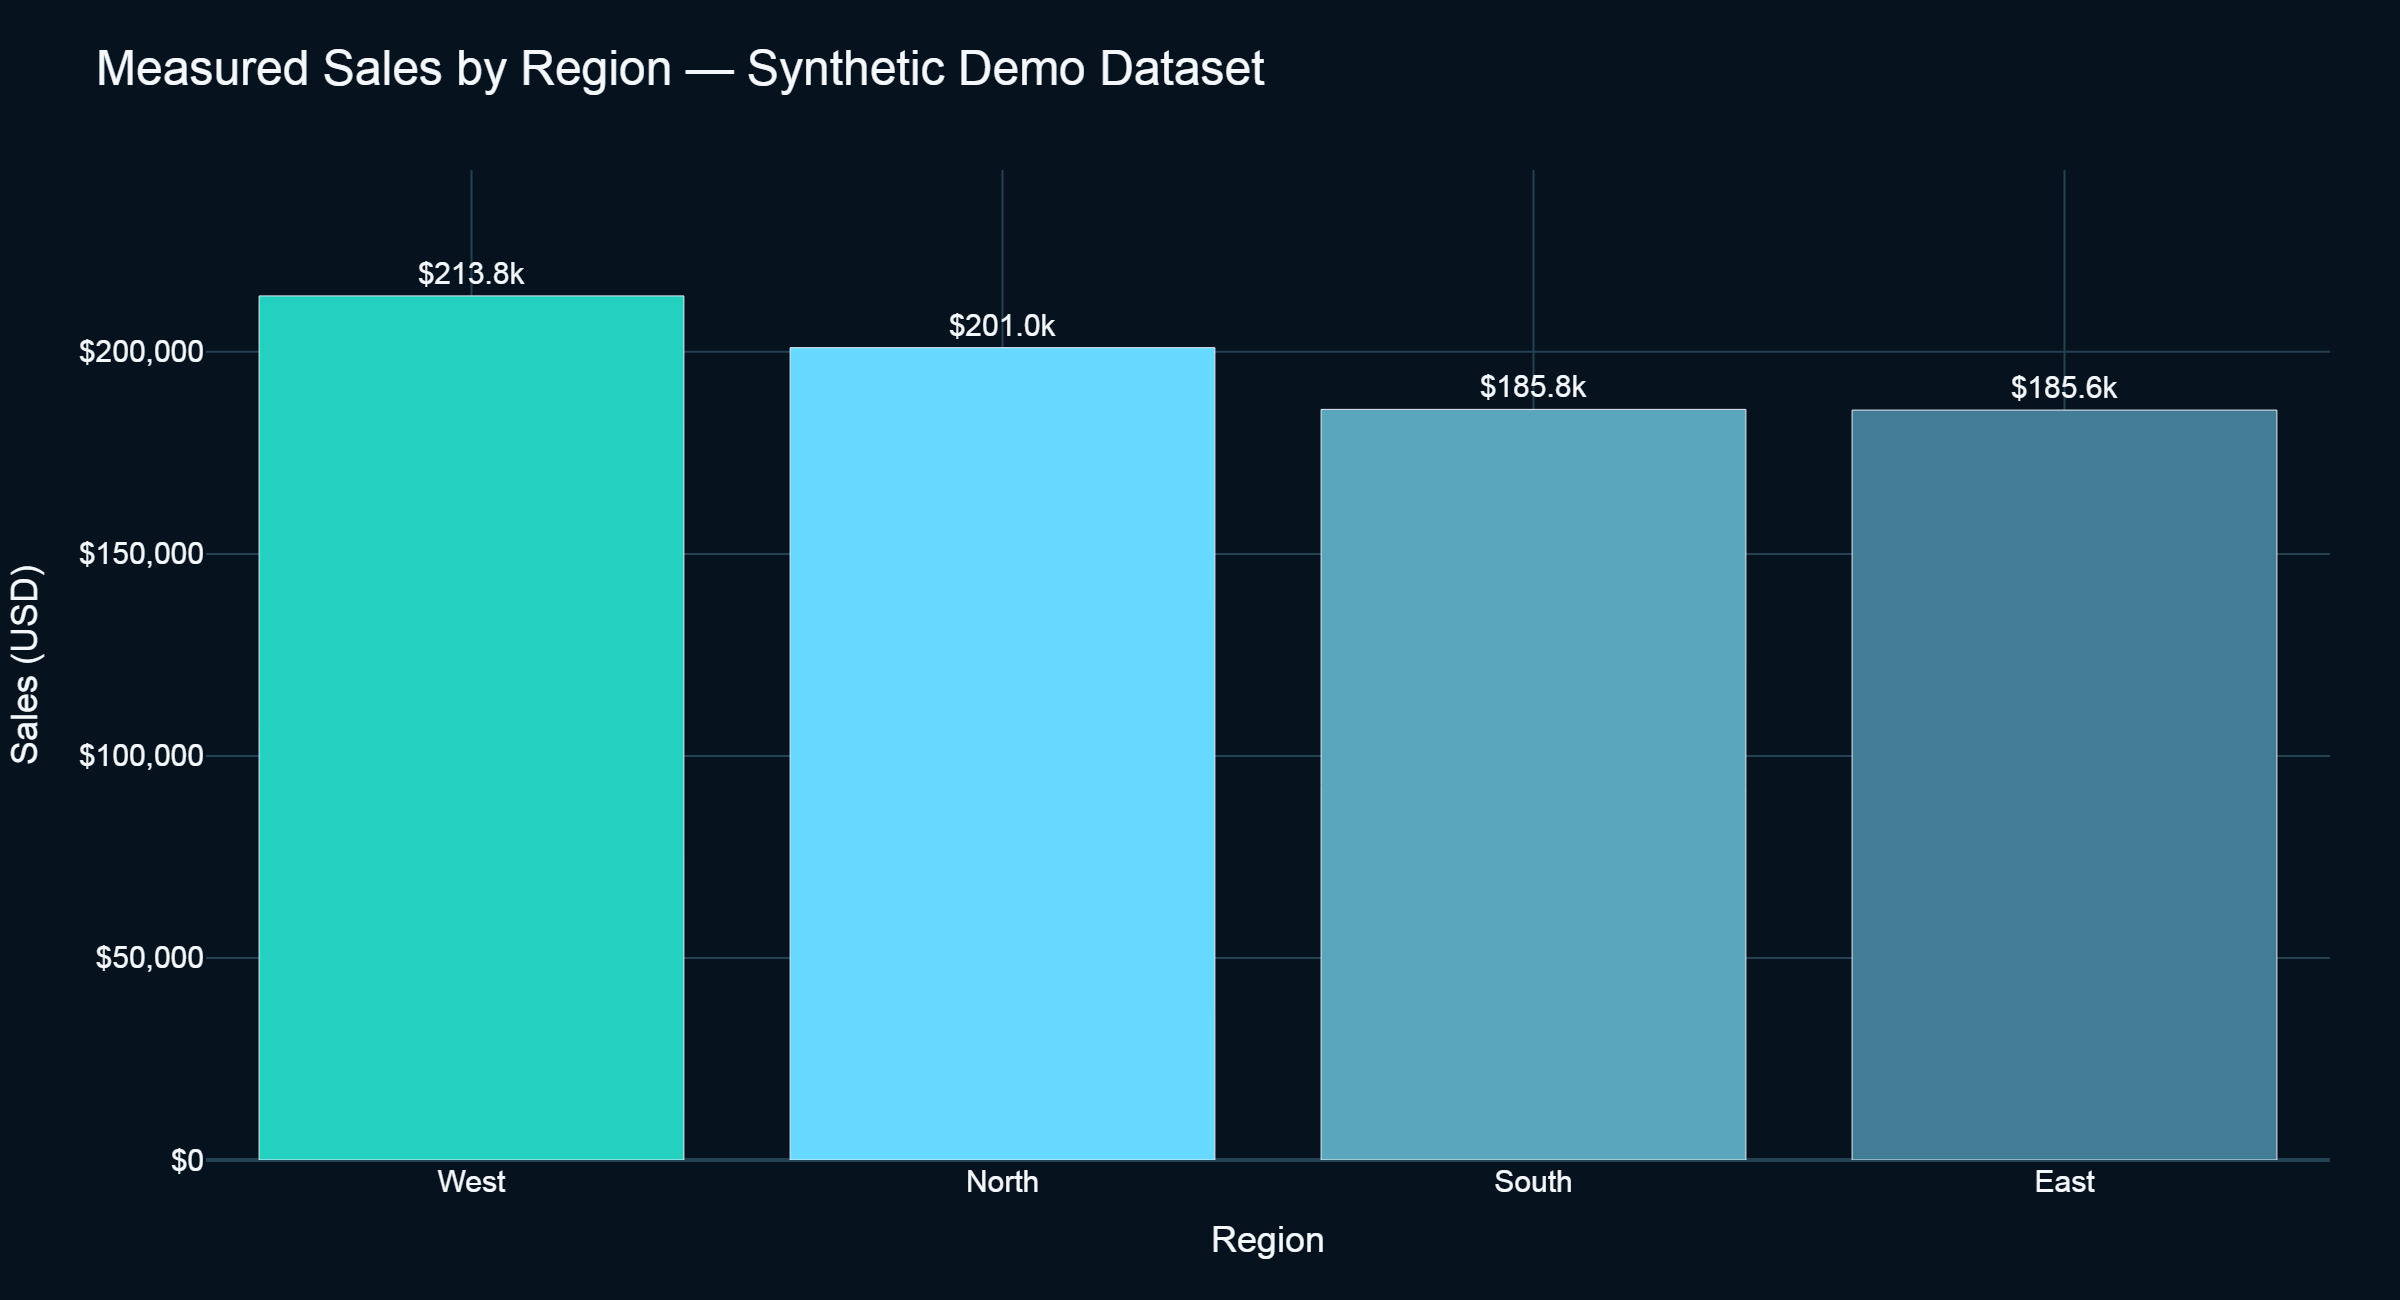 Measured Sales by Region — Synthetic Demo Dataset
$213.8k
$201.0k
$185.8k
$185.6k
$200,000
$150,000
$100,000
$50,000
$0
Sales (USD)
West
North
South
East
Region